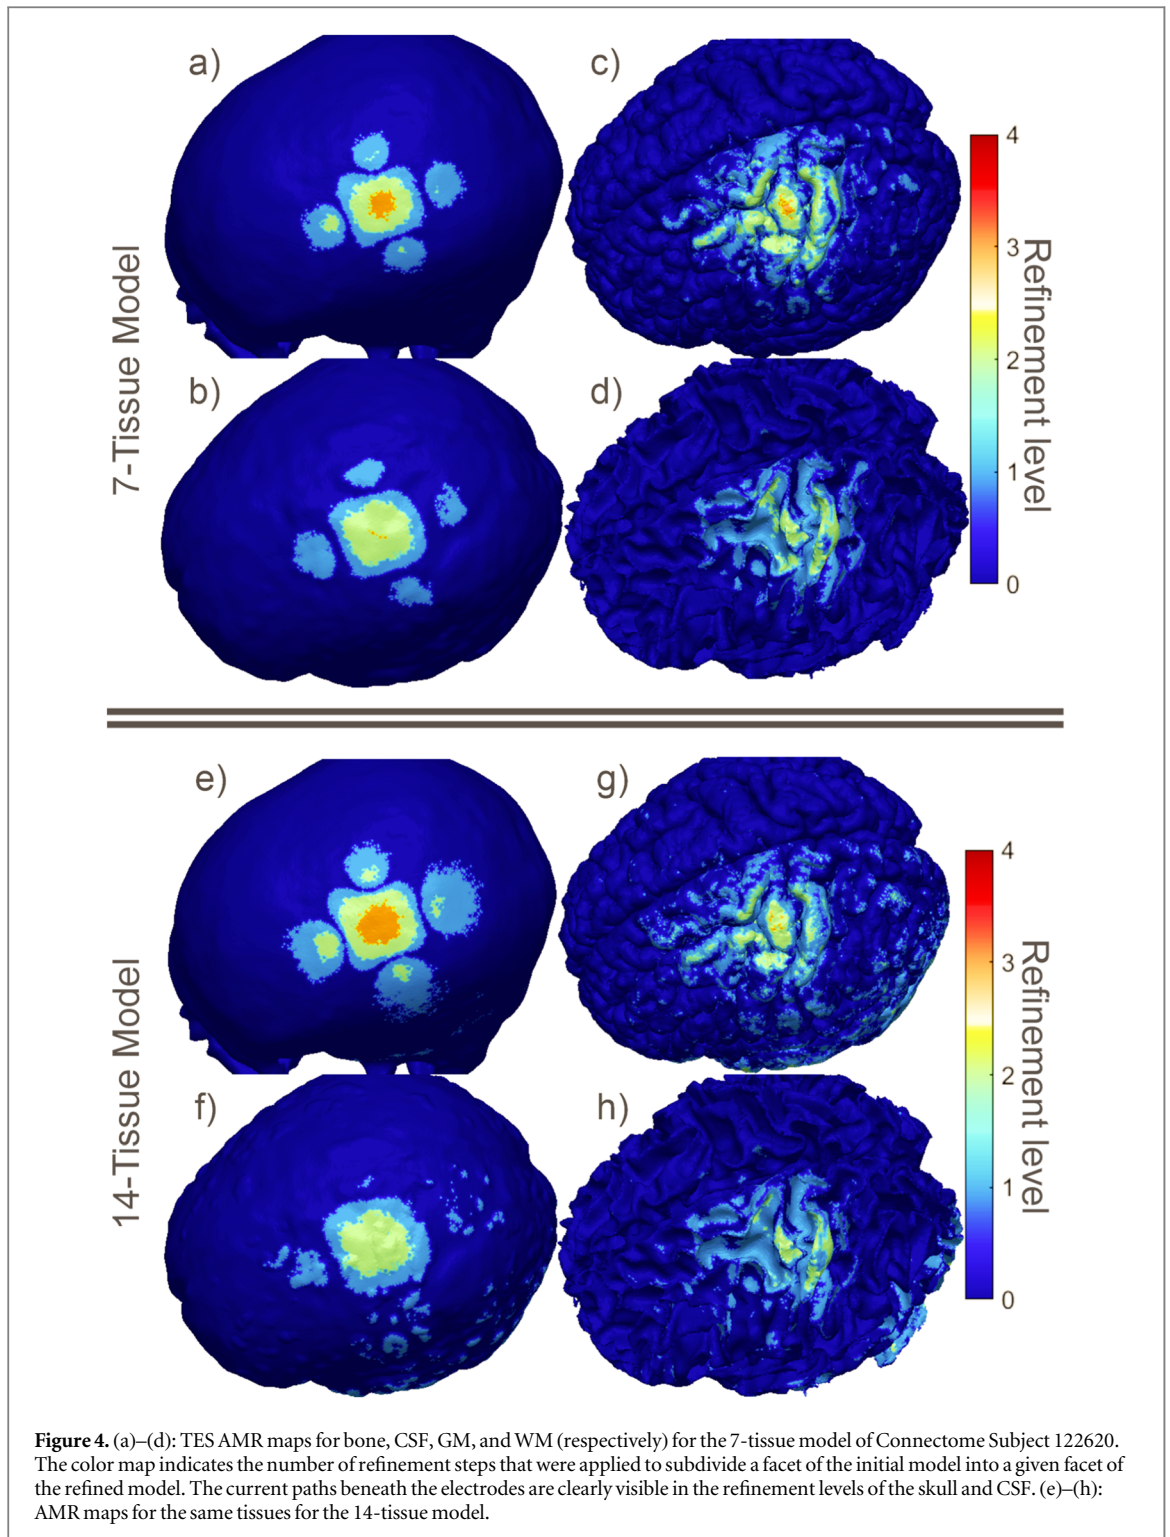 7-Tissue Model
a)
c)
b)
d)
4
3
2
1
0
Refinement level
14-Tissue Model
e)
g)
f)
h)
4
3
2
1
0
Refinement level
Figure 4. (a)–(d): TES AMR maps for bone, CSF, GM, and WM (respectively) for the 7-tissue model of Connectome Subject 122620.
The color map indicates the number of refinement steps that were applied to subdivide a facet of the initial model into a given facet of
the refined model. The current paths beneath the electrodes are clearly visible in the refinement levels of the skull and CSF. (e)–(h):
AMR maps for the same tissues for the 14-tissue model.